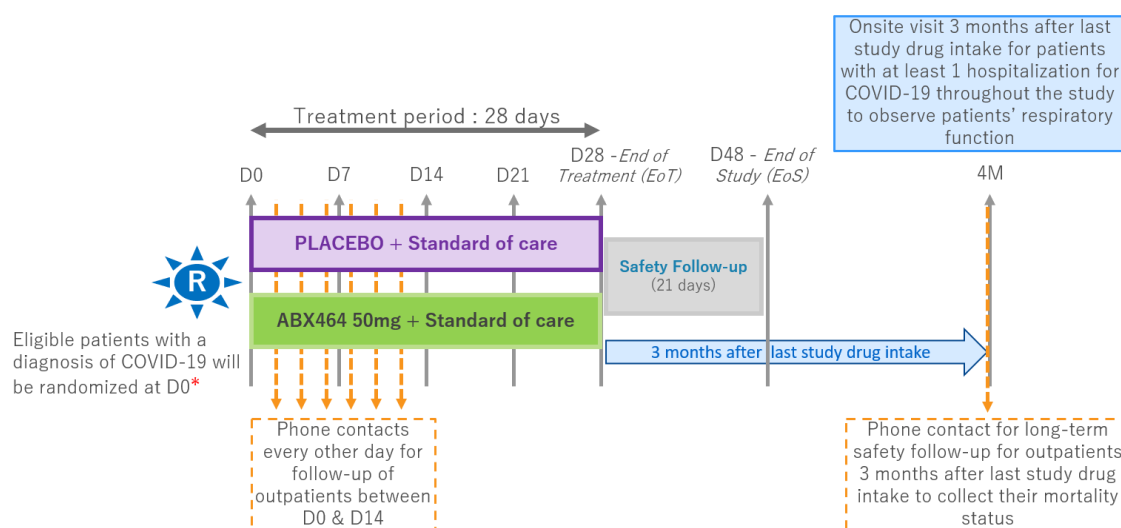 Onsite visit 3 months after last
study drug intake for patients
with at least 1 hospitalization for
COVID-19 throughout the study
to observe patients' respiratory
function
Treatment period : 28 days
D0
D7
D14
D21
D28 - End of
Treatment (EoT)
D48 - End of
Study (EoS)
4M
PLACEBO + Standard of care
R
Safety Follow-up
(21 days)
ABX464 50mg + Standard of care
Eligible patients with a
diagnosis of COVID-19 will
be randomized at D0*
3 months after last study drug intake
Phone contacts
every other day for
follow-up of
outpatients between
D0 & D14
Phone contact for long-term
safety follow-up for outpatients
3 months after last study drug
intake to collect their mortality
status